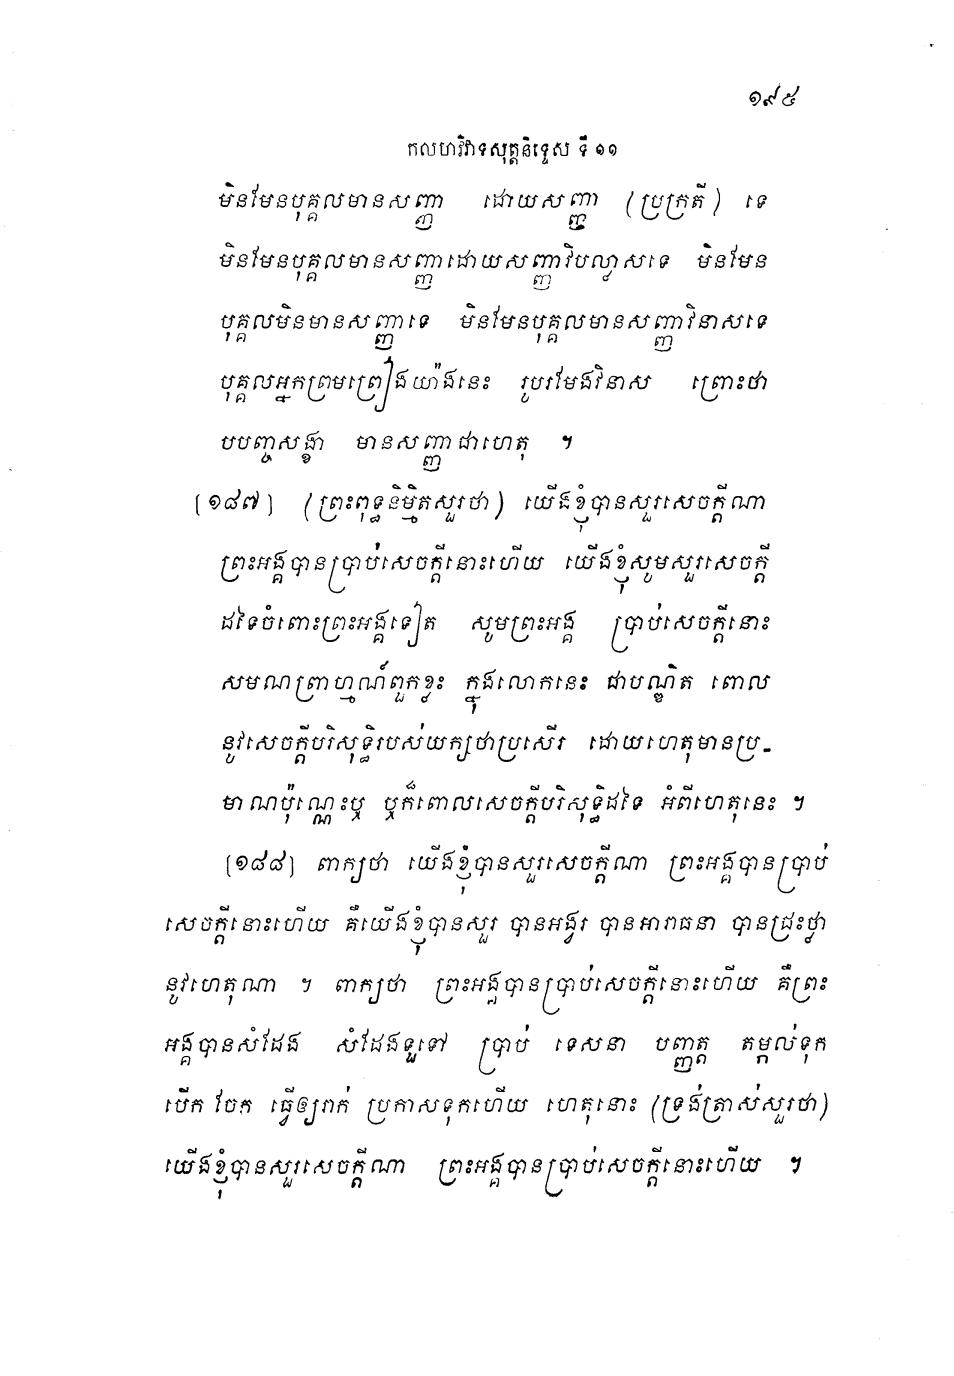 ១៩៥
កលហវិវាទសុត្តនិទ្ទេស ទី ១១
មិនមែនបុគ្គលមានសញ្ញា ដោយសញ្ញា (ប្រក្រតី) ទេ
មិនមែនបុគ្គលមានសញ្ញាដោយសញ្ញាវិបល្លាសទេ មិនមែន
បុគ្គលមិនមានសញ្ញាទេ មិនមែនបុគ្គលមានសញ្ញាវិនាសទេ
បុគ្គលអ្នកព្រមព្រៀងយ៉ាងនេះ រូបរមែងវិនាស ព្រោះថា
បបញ្ចសង្ខា មានសញ្ញាជាហេតុ ។
[១៨៧] (ព្រះពុទ្ធនិម្មិតសួរថា) យើងខ្ញុំបានសួរសេចក្តីណា
ព្រះអង្គបានប្រាប់សេចក្តីនោះហើយ យើងខ្ញុំសូមសួរសេចក្តី
ដទៃចំពោះព្រះអង្គទៀត សូមព្រះអង្គ ប្រាប់សេចក្តីនោះ
សមណព្រាហ្មណ៍ពួកខ្លះ ក្នុងលោកនេះ ជាបណ្ឌិត ពោល
នូវសេចក្តីបរិសុទ្ធិរបស់យក្សថាប្រសើរ ដោយហេតុមានប្រ-
មាណប៉ុណ្ណេះឬ ឬក៏ពោលសេចក្តីបរិសុទ្ធិដទៃ អំពីហេតុនេះ ។
[១៨៨] ពាក្យថា យើងខ្ញុំបានសួរសេចក្តីណា ព្រះអង្គបានប្រាប់
សេចក្តីនោះហើយ គឺយើងខ្ញុំបានសួរ បានអង្វរ បានអារាធនា បានជ្រះថ្លា
នូវហេតុណា ។ ពាក្យថា ព្រះអង្គបានប្រាប់សេចក្តីនោះហើយ គឺព្រះ
អង្គបានសំដែង សំដែងទួទៅ ប្រាប់ ទេសនា បញ្ញត្ត តម្កល់ទុក
បើក ចែក ធ្វើឲ្យរាក់ ប្រកាសទុកហើយ ហេតុនោះ (ទ្រង់ត្រាស់សួរថា)
យើងខ្ញុំបានសួរសេចក្តីណា ព្រះអង្គបានប្រាប់សេចក្តីនោះហើយ ។